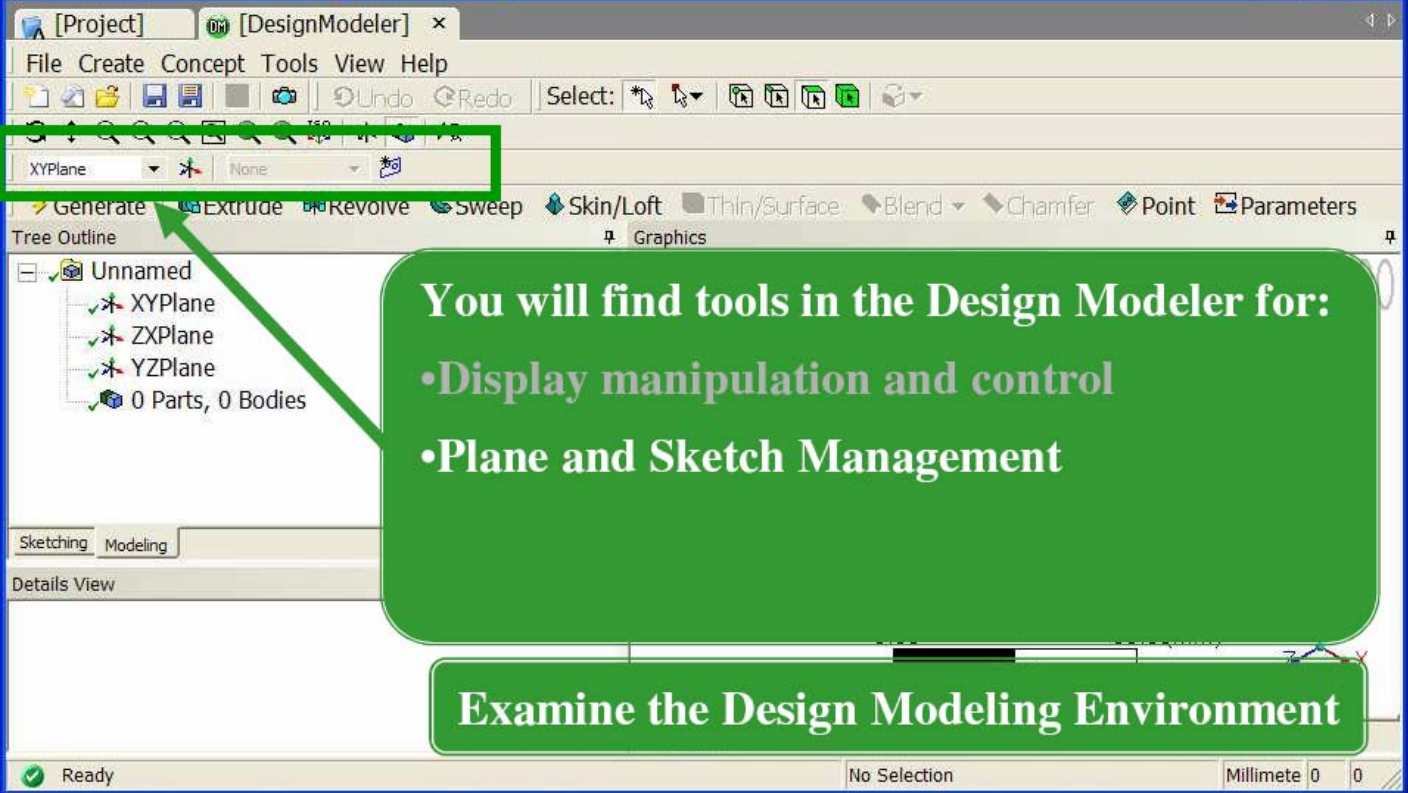 [Project] [DesignModeler] ×
File Create Concept Tools View Help
Undo Redo Select:
XYPlane None
Generate Extrude Revolve Sweep Skin/Loft Thin/Surface Blend Chamfer Point Parameters
Tree Outline Graphics
Unnamed
XYPlane
ZXPlane
YZPlane
0 Parts, 0 Bodies
You will find tools in the Design Modeler for:
•Display manipulation and control
•Plane and Sketch Management
Sketching Modeling
Details View
Z X
Examine the Design Modeling Environment
Ready No Selection Millimete 0 0